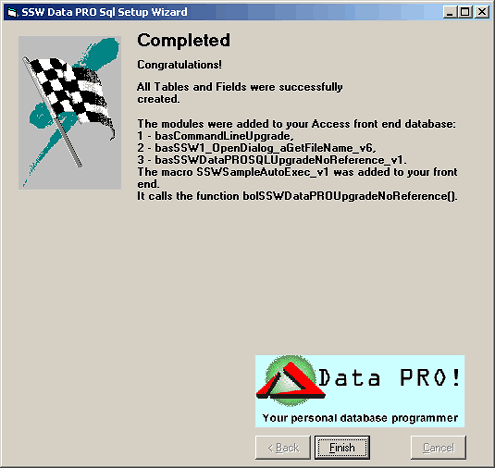 SSW Data PRO Sql Setup Wizard
Completed
Congratulations!
All Tables and Fields were successfully
created.
The modules were added to your Access front end database:
1 - basCommandLineUpgrade,
2 - basSSW1_OpenDialog_aGetFileName_v6,
3 - basSSWDataPROSQLUpgradeNoReference_v1.
The macro SSWSampleAutoExec_v1 was added to your front
end.
It calls the function bolSSWDataPROUpgradeNoReference().
Data PRO!
Your personal database programmer
< Back
Finish
Cancel